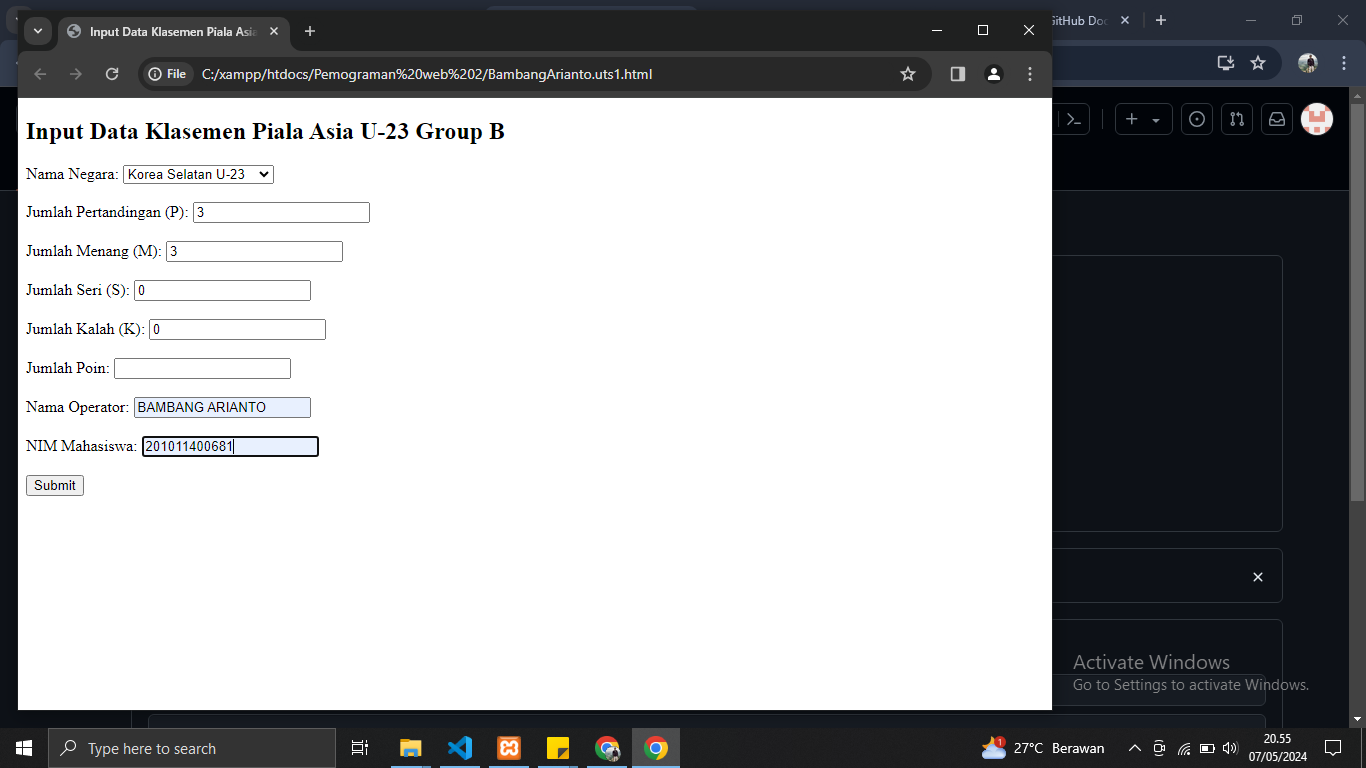 Input Data Klasemen Piala Asia
GitHub Doc
File
C:/xampp/htdocs/Pemograman%20web%202/BambangArianto.uts1.html
Input Data Klasemen Piala Asia U-23 Group B
Nama Negara: Korea Selatan U-23
Jumlah Pertandingan (P): 3
Jumlah Menang (M): 3
Jumlah Seri (S): 0
Jumlah Kalah (K): 0
Jumlah Poin:
Nama Operator: BAMBANG ARIANTO
NIM Mahasiswa: 201011400681
Submit
Activate Windows
Go to Settings to activate Windows.
Type here to search
1
27°C Berawan
20.55
07/05/2024